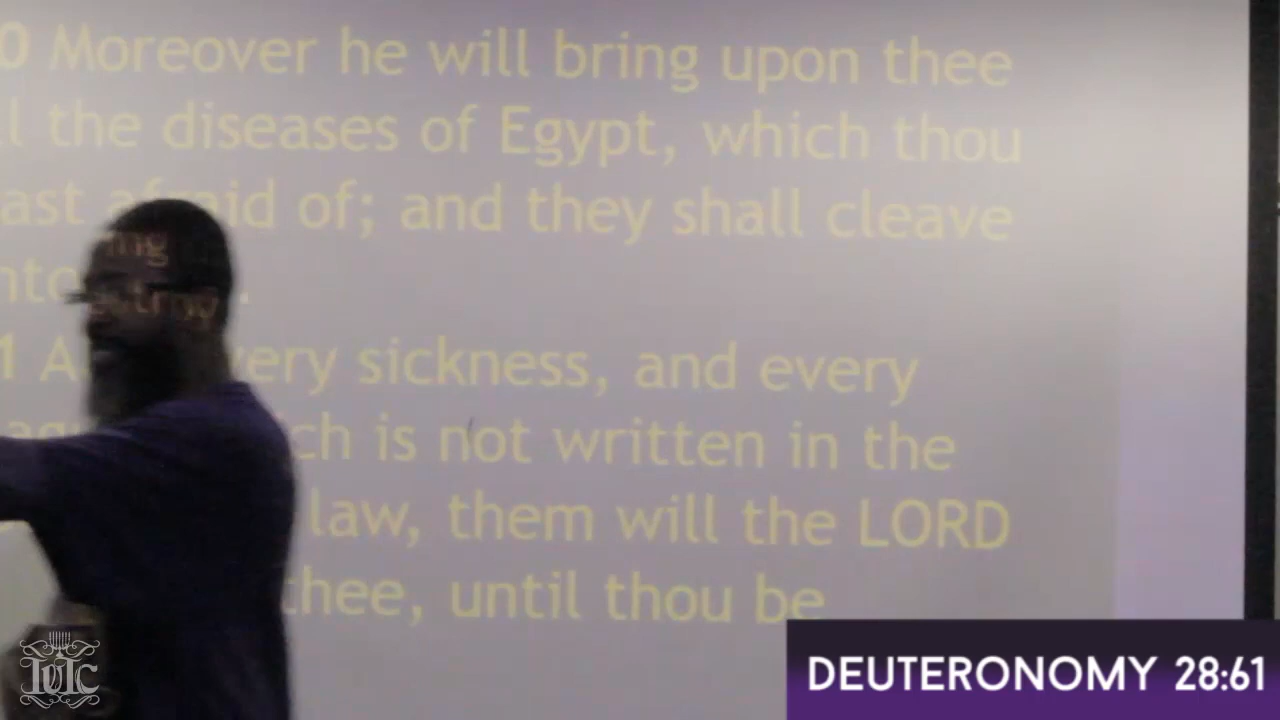 0 Moreover he will bring upon thee
the diseases of Egypt, which thou
of; and they shall cleave
1 very sickness, and every
is not written in the
law, them will the LORD
thee, until thou be
DEUTERONOMY 28:61
IUIC